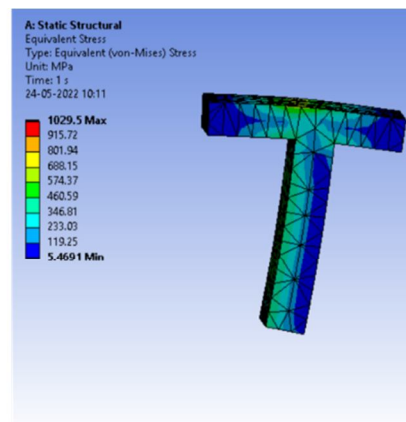 A: Static Structural
Equivalent Stress
Type: Equivalent (von-Mises) Stress
Unit: MPa
Time: 1 s
24-05-2022 10:11
1029.5 Max
915.72
801.94
688.15
574.37
460.59
346.81
233.03
119.25
5.4691 Min